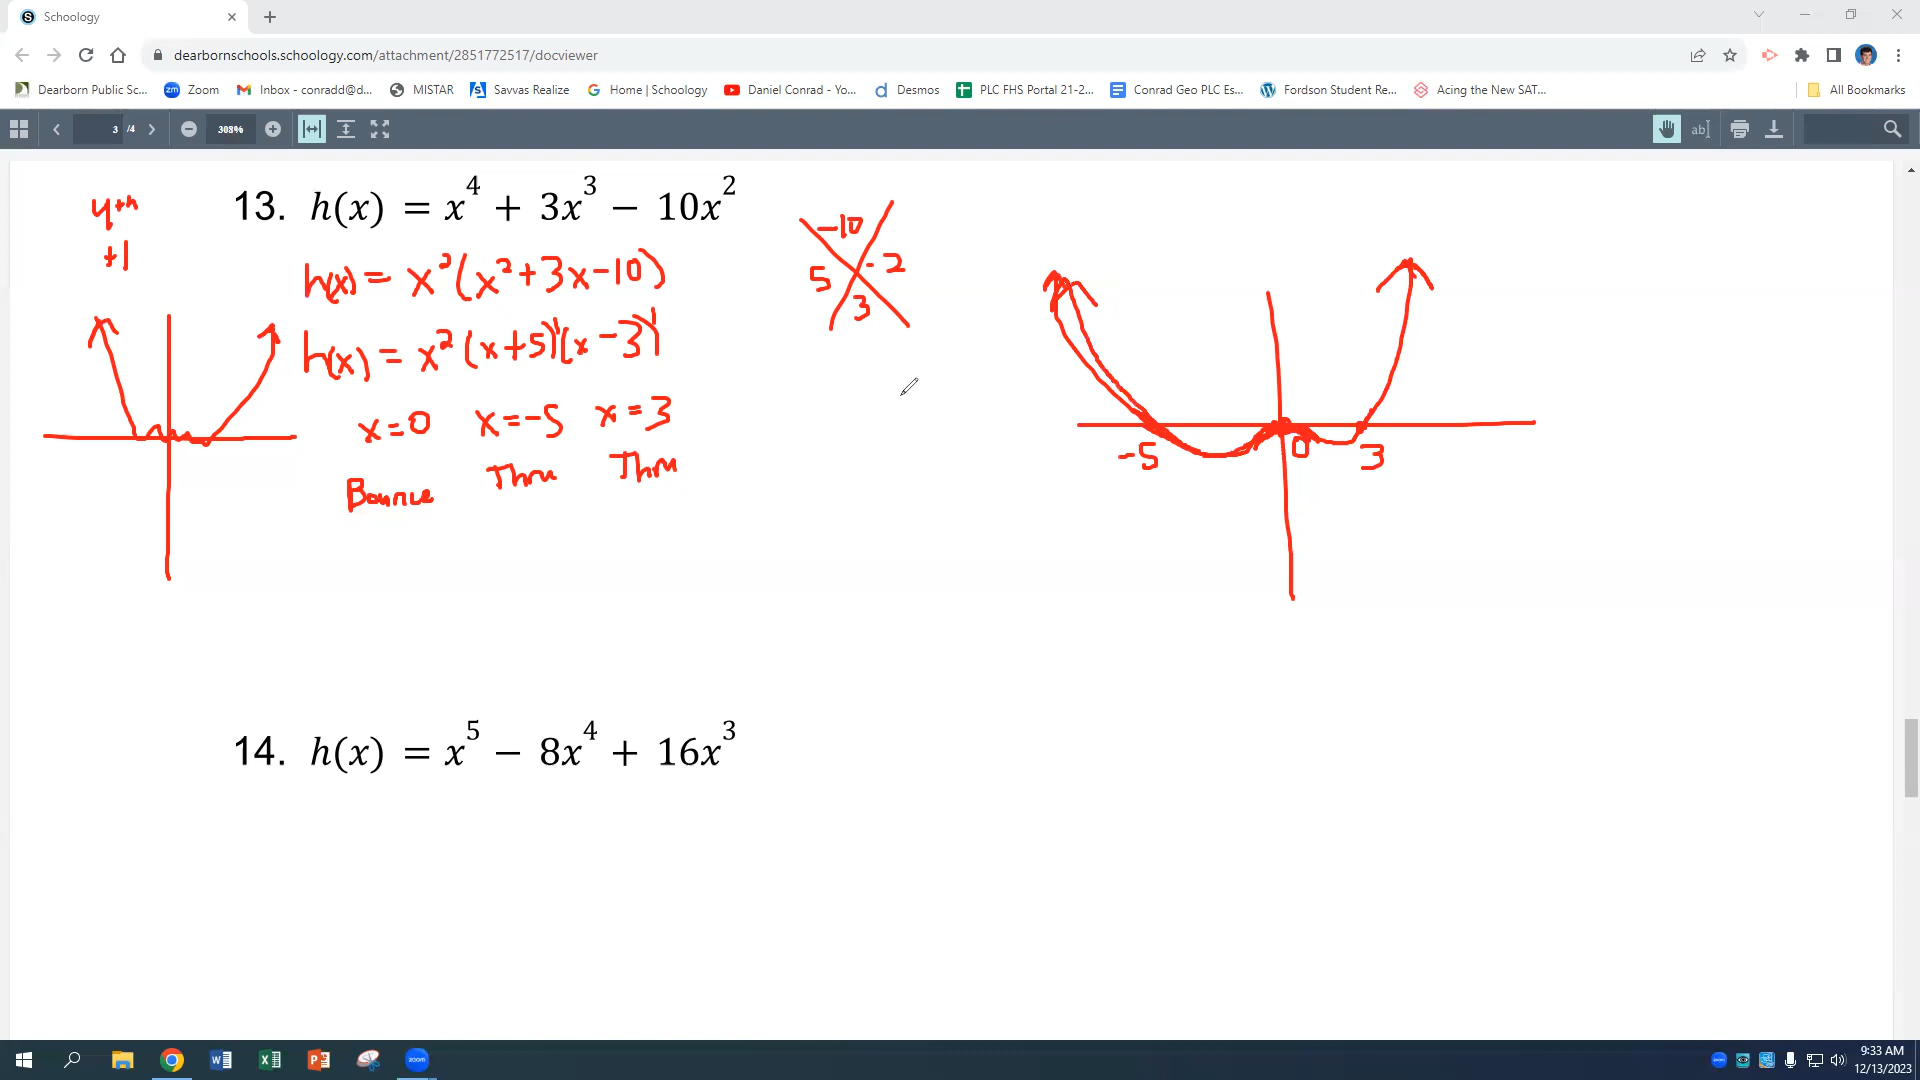 Schoology
dearbornschools.schoology.com/attachment/2851772517/docviewer
Dearborn Public Sc... Zoom Inbox - conradd@d... MISTAR Savvas Realize Home | Schoology Daniel Conrad - Yo... Desmos PLC FHS Portal 21-2... Conrad Geo PLC Es... Fordson Student Re... Acing the New SAT... All Bookmarks
3 /4 308% ab
4th
+1
13. h(x) = x⁴ + 3x³ − 10x²
h(x) = x²(x²+3x−10)
−10
5 −2
3
h(x) = x²(x+5)¹(x−3)¹
x=0 x=−5 x=3
Bounce Thru Thru
−5 0 3
14. h(x) = x⁵ − 8x⁴ + 16x³
zoom
9:33 AM
12/13/2023